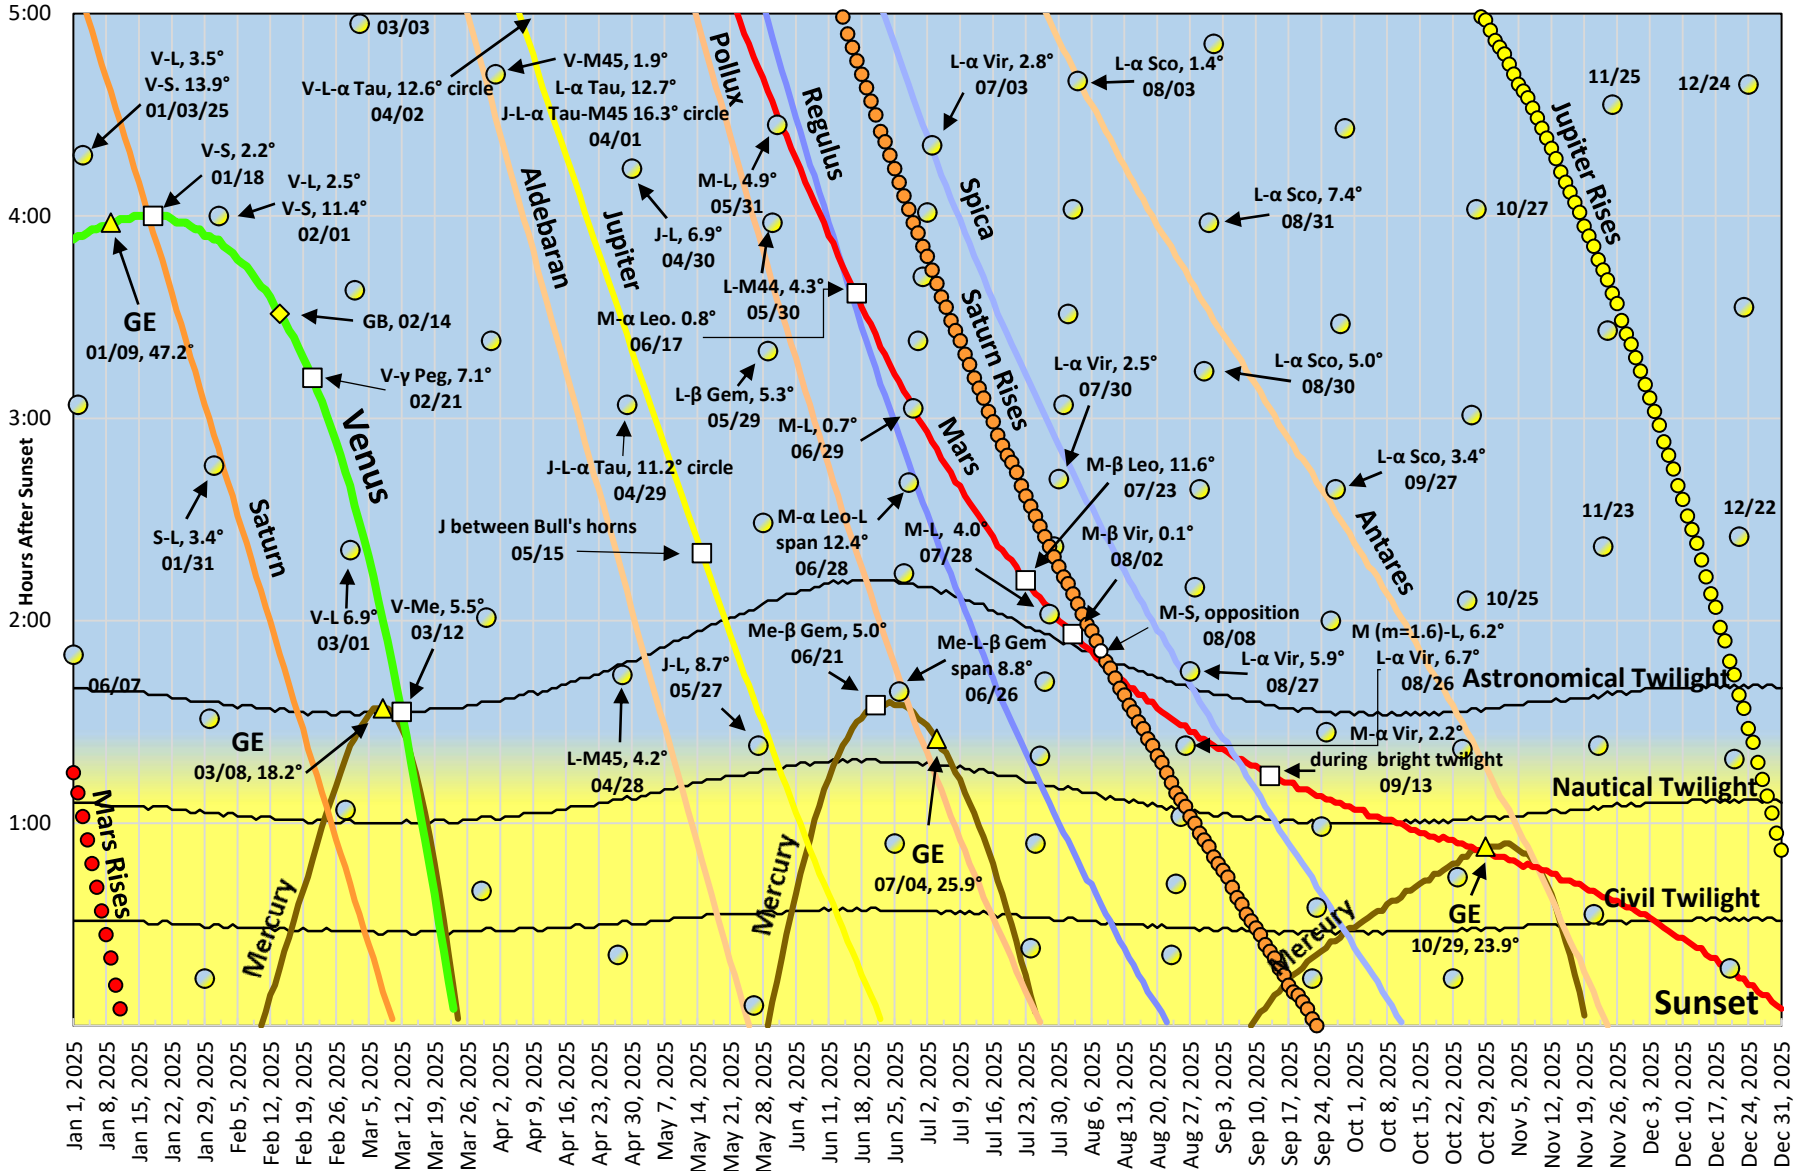 5:00
4:00
3:00
2:00
1:00
Hours After Sunset
V-L, 3.5°
V-S. 13.9°
01/03/25
V-S, 2.2°
01/18
V-L, 2.5°
V-S, 11.4°
02/01
03/03
V-L-α Tau, 12.6° circle
04/02
V-M45, 1.9°
L-α Tau, 12.7°
J-L-α Tau-M45 16.3° circle
04/01
GE
01/09, 47.2°
GB, 02/14
V-γ Peg, 7.1°
02/21
S-L, 3.4°
01/31
Saturn
Venus
V-L 6.9°
03/01
V-Me, 5.5°
03/12
GE
03/08, 18.2°
06/07
Mars Rises
Mercury
Aldebaran
Jupiter
J-L, 6.9°
04/30
J-L-α Tau, 11.2° circle
04/29
J between Bull's horns
05/15
L-M45, 4.2°
04/28
J-L, 8.7°
05/27
Pollux
Regulus
M-L, 4.9°
05/31
L-M44, 4.3°
05/30
M-α Leo. 0.8°
06/17
L-β Gem, 5.3°
05/29
M-L, 0.7°
06/29
M-α Leo-L
span 12.4°
06/28
Me-β Gem, 5.0°
06/21
Me-L-β Gem
span 8.8°
06/26
Mercury
GE
07/04, 25.9°
L-α Vir, 2.8°
07/03
Spica
Saturn Rises
Mars
M-L, 4.0°
07/28
L-α Vir, 2.5°
07/30
M-β Leo, 11.6°
07/23
M-β Vir, 0.1°
08/02
M-S, opposition
08/08
L-α Sco, 1.4°
08/03
L-α Sco, 7.4°
08/31
L-α Sco, 5.0°
08/30
L-α Sco, 3.4°
09/27
Antares
L-α Vir, 5.9°
08/27
M (m=1.6)-L, 6.2°
L-α Vir, 6.7°
08/26
M-α Vir, 2.2°
during bright twilight
09/13
Mercury
GE
10/29, 23.9°
10/27
10/25
Jupiter Rises
11/25
11/23
12/24
12/22
Astronomical Twilight
Nautical Twilight
Civil Twilight
Sunset
Jan 1, 2025
Jan 8, 2025
Jan 15, 2025
Jan 22, 2025
Jan 29, 2025
Feb 5, 2025
Feb 12, 2025
Feb 19, 2025
Feb 26, 2025
Mar 5, 2025
Mar 12, 2025
Mar 19, 2025
Mar 26, 2025
Apr 2, 2025
Apr 9, 2025
Apr 16, 2025
Apr 23, 2025
Apr 30, 2025
May 7, 2025
May 14, 2025
May 21, 2025
May 28, 2025
Jun 4, 2025
Jun 11, 2025
Jun 18, 2025
Jun 25, 2025
Jul 2, 2025
Jul 9, 2025
Jul 16, 2025
Jul 23, 2025
Jul 30, 2025
Aug 6, 2025
Aug 13, 2025
Aug 20, 2025
Aug 27, 2025
Sep 3, 2025
Sep 10, 2025
Sep 17, 2025
Sep 24, 2025
Oct 1, 2025
Oct 8, 2025
Oct 15, 2025
Oct 22, 2025
Oct 29, 2025
Nov 5, 2025
Nov 12, 2025
Nov 19, 2025
Nov 26, 2025
Dec 3, 2025
Dec 10, 2025
Dec 17, 2025
Dec 24, 2025
Dec 31, 2025